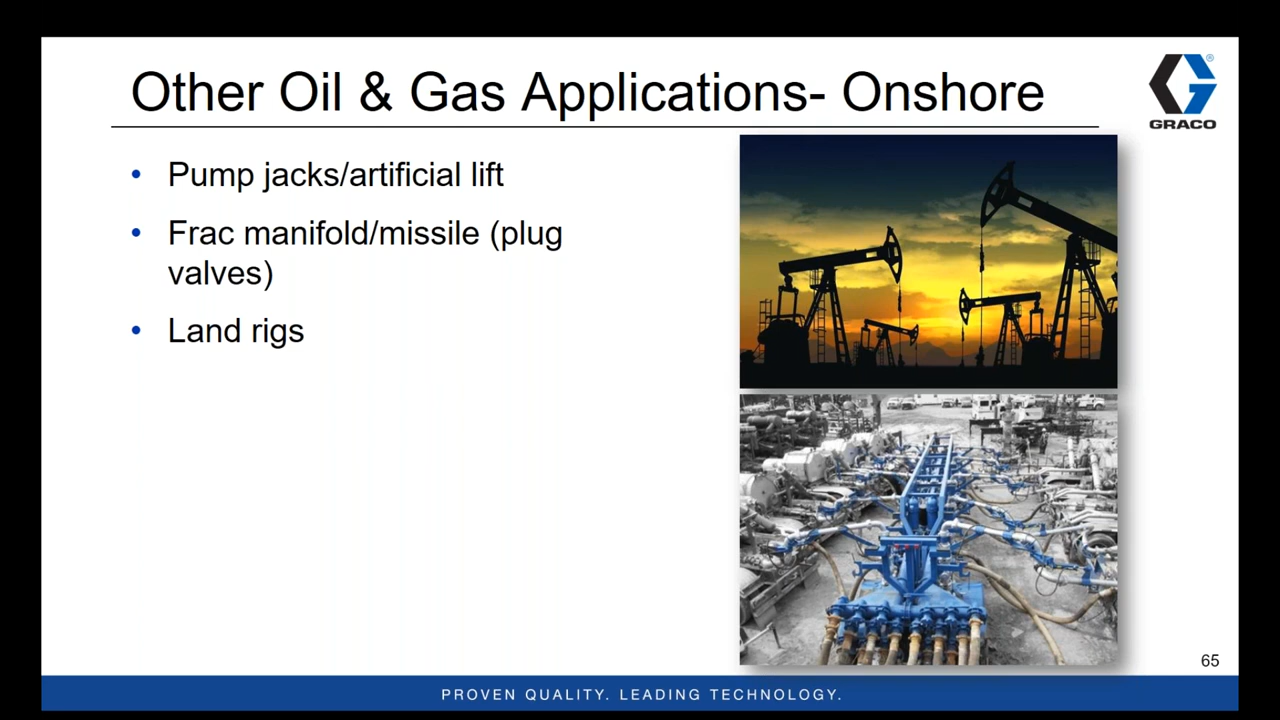 Other Oil & Gas Applications- Onshore
GRACO
®
• Pump jacks/artificial lift
• Frac manifold/missile (plug
valves)
• Land rigs
65
PROVEN QUALITY. LEADING TECHNOLOGY.